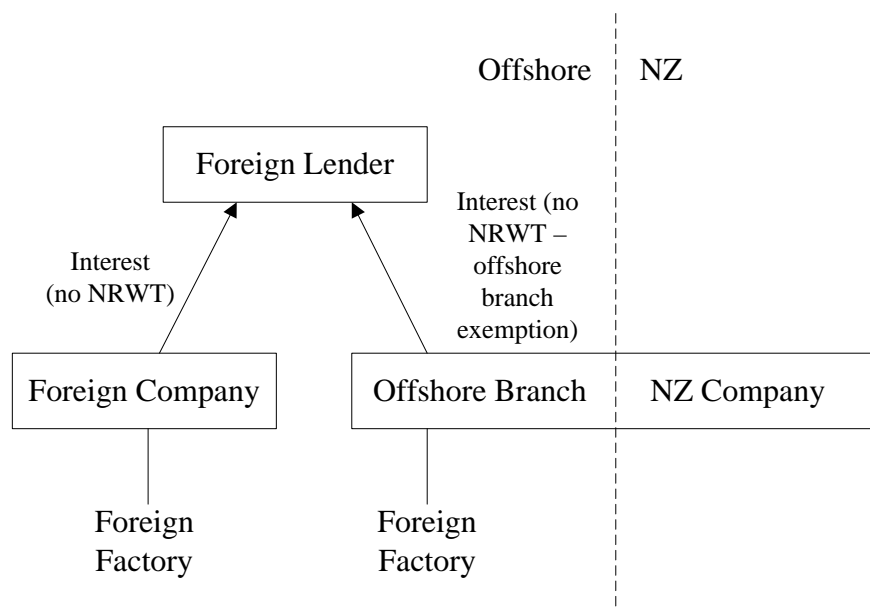 Offshore NZ
Foreign Lender
Interest (no
NRWT –
offshore
branch
exemption)
Interest
(no NRWT)
Foreign Company
Offshore Branch
NZ Company
Foreign
Factory
Foreign
Factory